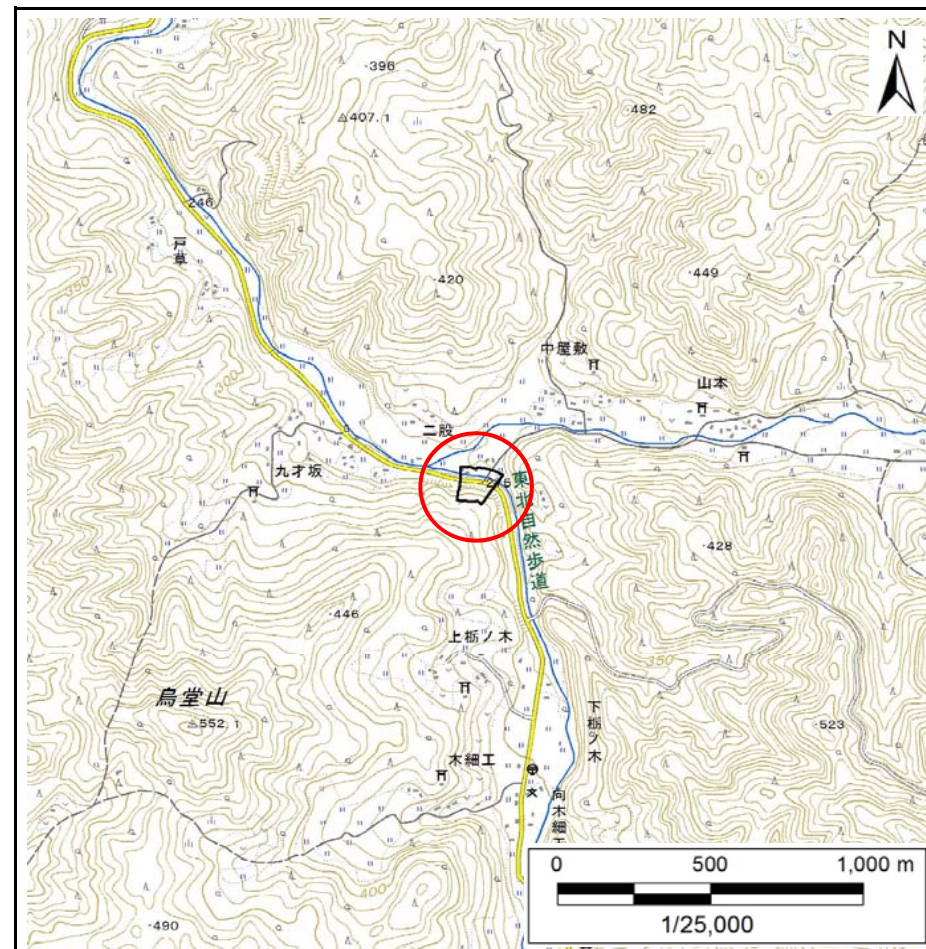 N
396
407.1
482
246
戸草
350
420
449
300
中屋敷
山本
二股
九才坂
東北自然歩道
428
446
上栃ノ木
350
鳥堂山
552.1
下栃ノ木
523
木細工
文
向木細工
400
490
0 500 1,000 m
1/25,000